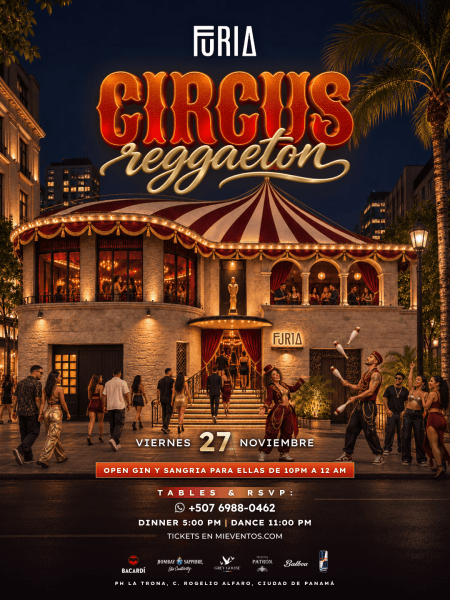 FURIA
CIRCUS
reggaeton
FURIA
VIERNES 27 NOVIEMBRE
OPEN GIN Y SANGRIA PARA ELLAS DE 10PM A 12 AM
TABLES & RSVP:
+507 6988-0462
DINNER 5:00 PM | DANCE 11:00 PM
TICKETS EN MIEVENTOS.COM
BACARDÍ BOMBAY SAPPHIRE GREY GOOSE PATRÓN Balboa
PH LA TRONA, C. ROGELIO ALFARO, CIUDAD DE PANAMÁ